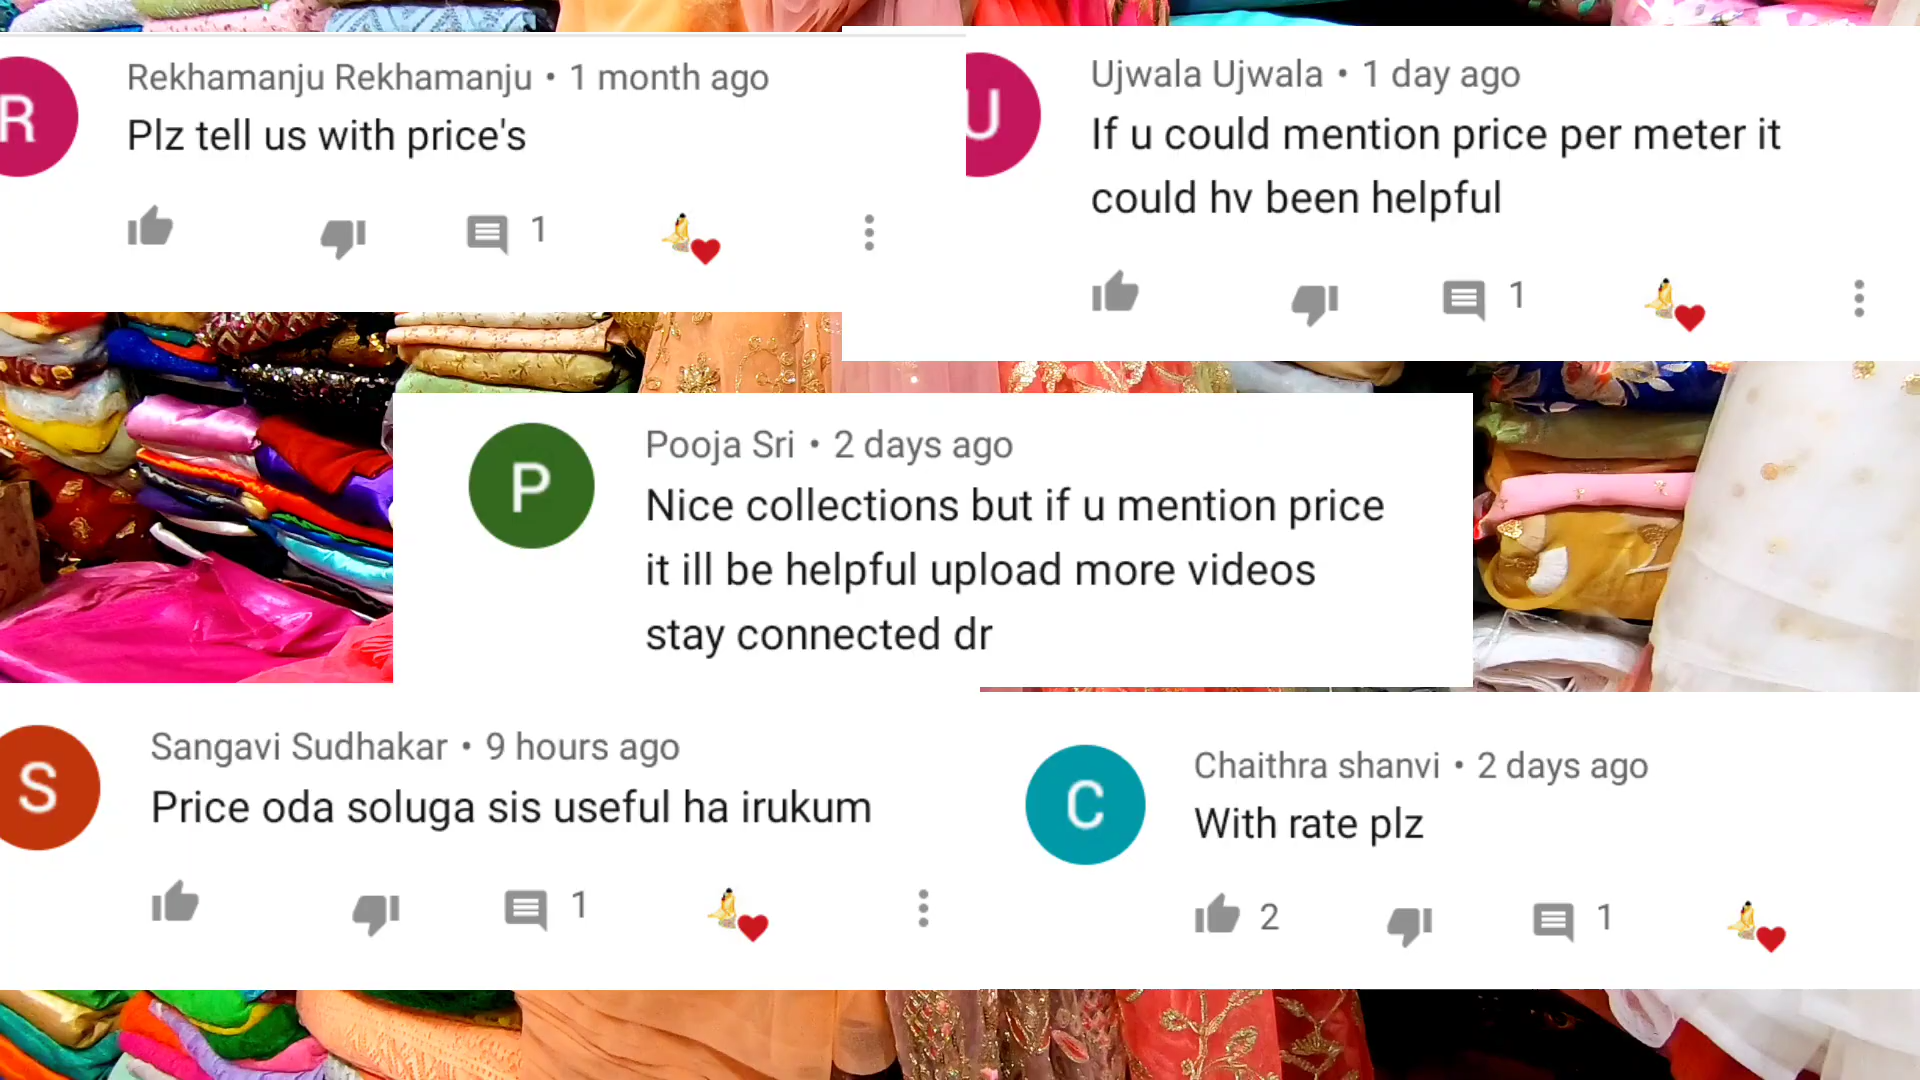 R
Rekhamanju Rekhamanju • 1 month ago
Plz tell us with price's
1
U
Ujwala Ujwala • 1 day ago
If u could mention price per meter it
could hv been helpful
1
P
Pooja Sri • 2 days ago
Nice collections but if u mention price
it ill be helpful upload more videos
stay connected dr
S
Sangavi Sudhakar • 9 hours ago
Price oda soluga sis useful ha irukum
1
C
Chaithra shanvi • 2 days ago
With rate plz
2
1